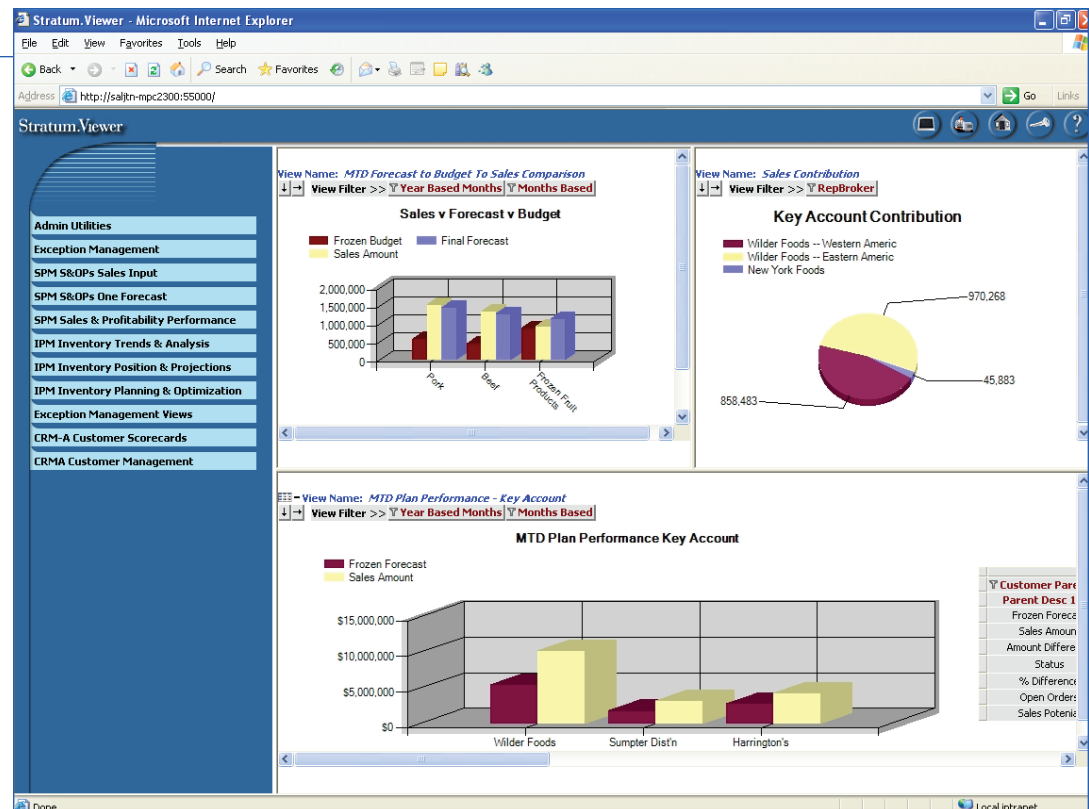 Stratum.Viewer - Microsoft Internet Explorer
File Edit View Favorites Tools Help
Back Search Favorites
Address http://saljtn-mpc2300:55000/ Go Links
Stratum.Viewer
?
Admin Utilities
Exception Management
SPM S&OPs Sales Input
SPM S&OPs One Forecast
SPM Sales & Profitability Performance
IPM Inventory Trends & Analysis
IPM Inventory Position & Projections
IPM Inventory Planning & Optimization
Exception Management Views
CRM-A Customer Scorecards
CRMA Customer Management
View Name: MTD Forecast to Budget To Sales Comparison
View Filter >> Year Based Months Months Based
Sales v Forecast v Budget
Frozen Budget Final Forecast
Sales Amount
2,000,000
1,500,000
1,000,000
500,000
0
Pork
Beef
Frozen Fruit
Products
View Name: Sales Contribution
View Filter >> RepBroker
Key Account Contribution
Wilder Foods -- Western Americ
Wilder Foods -- Eastern Americ
New York Foods
970,268
45,883
858,483
View Name: MTD Plan Performance - Key Account
View Filter >> Year Based Months Months Based
MTD Plan Performance Key Account
Frozen Forecast
Sales Amount
$15,000,000
$10,000,000
$5,000,000
$0
Wilder Foods Sumpter Dist'n Harrington's
Customer Pare
Parent Desc 1
Frozen Foreca
Sales Amoun
Amount Differe
Status
% Difference
Open Orders
Sales Potenia
Done
Local intranet